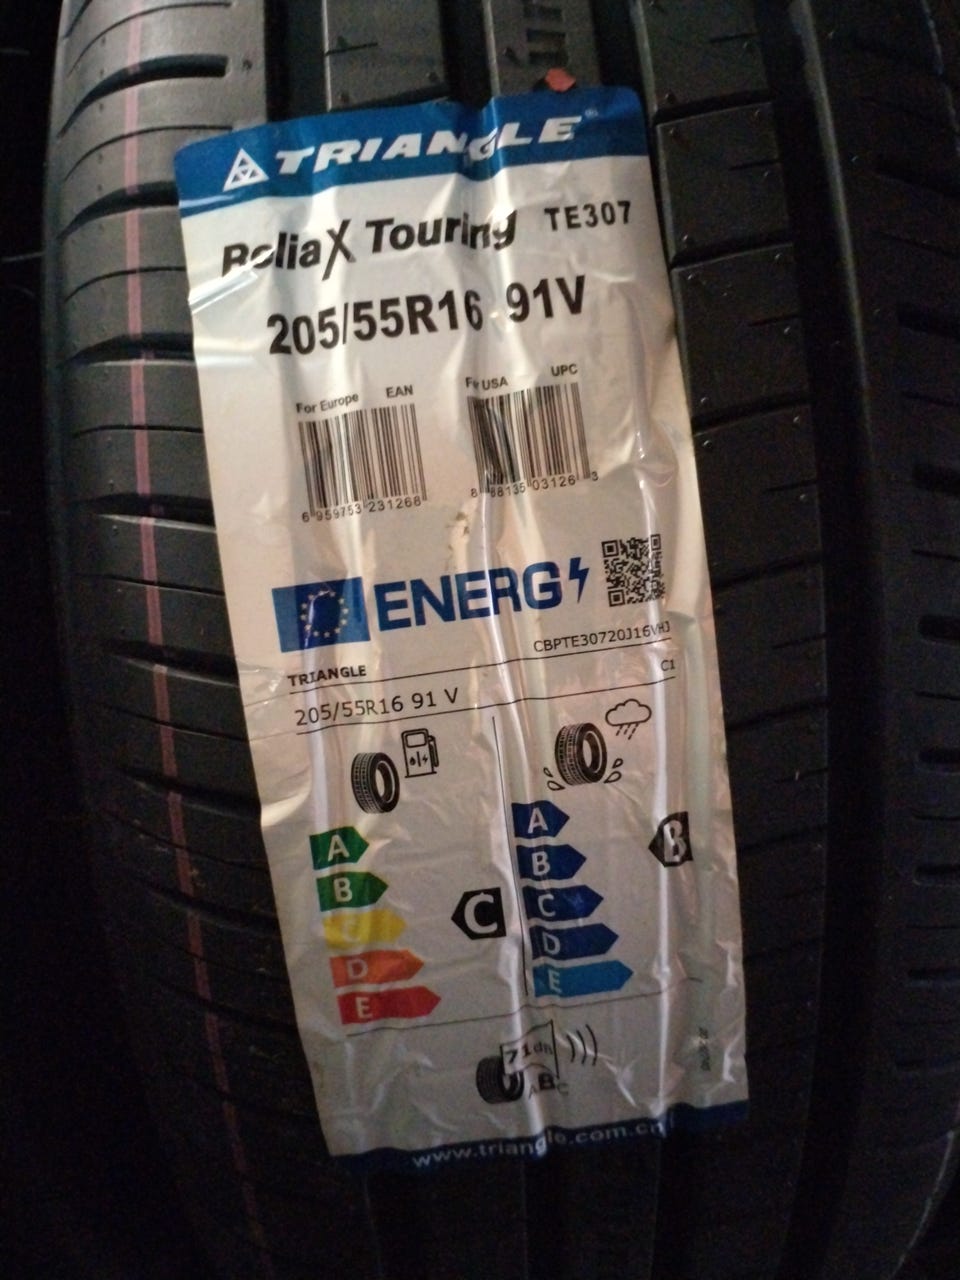 TRIANGLE®
ReliaX Touring TE307
205/55R16 91V
For Europe EAN
For USA UPC
6 959753 231268
8 88135 03126 3
ENERG
CBPTE30720J16VHJ
TRIANGLE
205/55R16 91 V
C1
A
B
C
D
E
C
A
B
C
D
E
B
71dB
ABC
www.triangle.com.cn